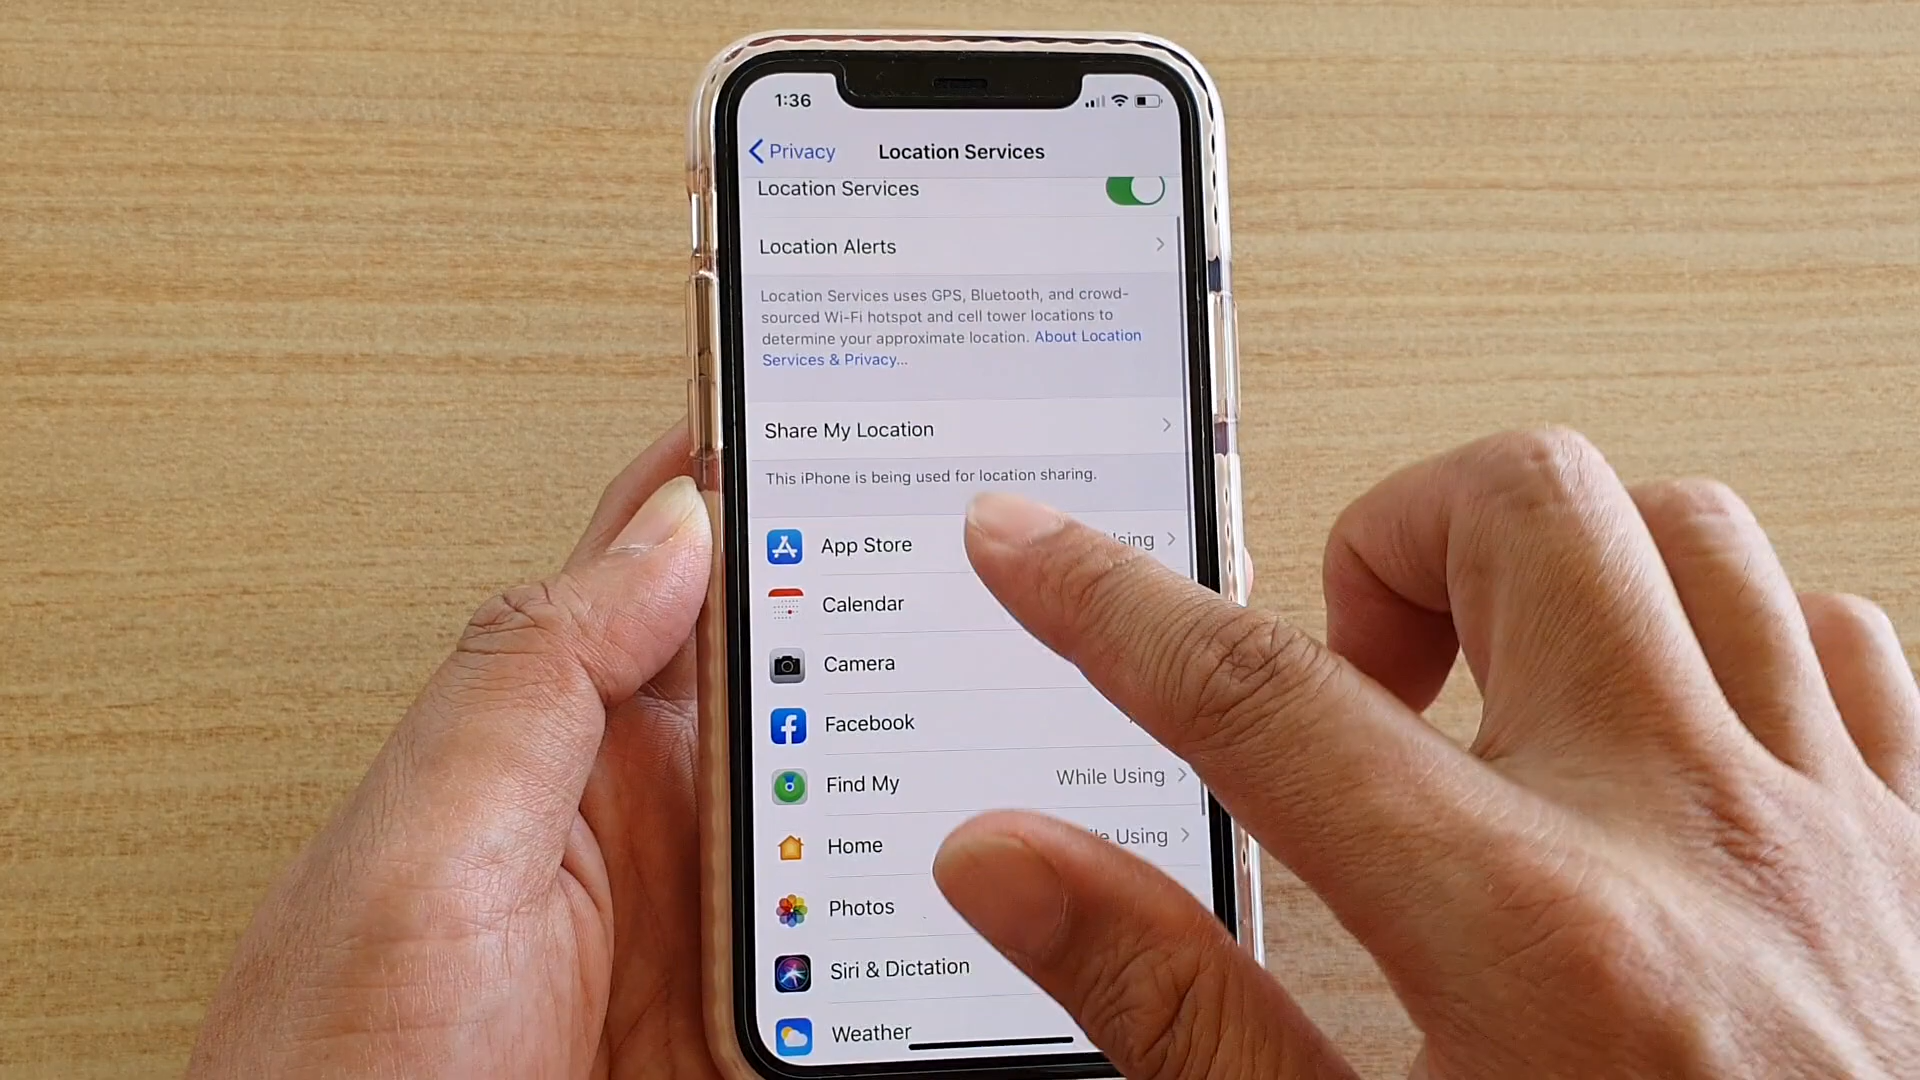 1:36
Privacy
Location Services
Location Services
Location Alerts
Location Services uses GPS, Bluetooth, and crowd-
sourced Wi-Fi hotspot and cell tower locations to
determine your approximate location. About Location
Services & Privacy...
Share My Location
This iPhone is being used for location sharing.
App Store
Calendar
Camera
Facebook
Find My While Using
Home Using
Photos
Siri & Dictation
Weather